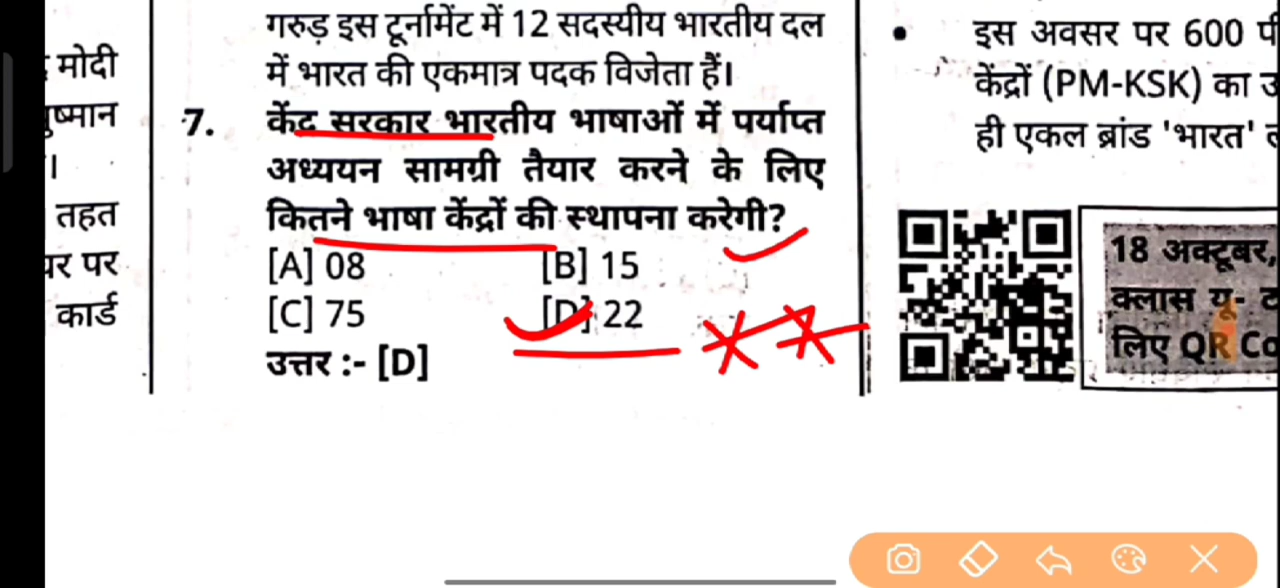 मोदी
तहत
कार्ड
गरुड़ इस टूर्नामेंट में 12 सदस्यीय भारतीय दल
में भारत की एकमात्र पदक विजेता हैं।
7. केंद्र सरकार भारतीय भाषाओं में पर्याप्त
अध्ययन सामग्री तैयार करने के लिए
कितने भाषा केंद्रों की स्थापना करेगी?
[A] 08 [B] 15
[C] 75 [D] 22
उत्तर :- [D]
• इस अवसर पर 600
केंद्रों (PM-KSK) का
ही एकल ब्रांड 'भारत'
18 अक्टूबर,
क्लास यू-
लिए QR